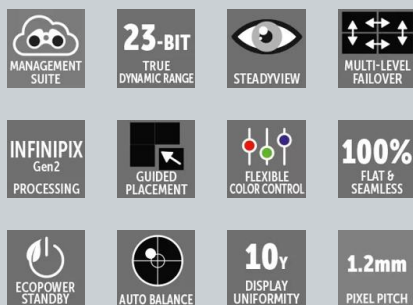 MANAGEMENT
SUITE
23-BIT
TRUE
DYNAMIC RANGE
STEADYVIEW
MULTI-LEVEL
FAILOVER
INFINIPIX
Gen2
PROCESSING
GUIDED
PLACEMENT
FLEXIBLE
COLOR CONTROL
100%
FLAT &
SEAMLESS
ECOPOWER
STANDBY
AUTO BALANCE
10Y
DISPLAY
UNIFORMITY
1.2mm
PIXEL PITCH